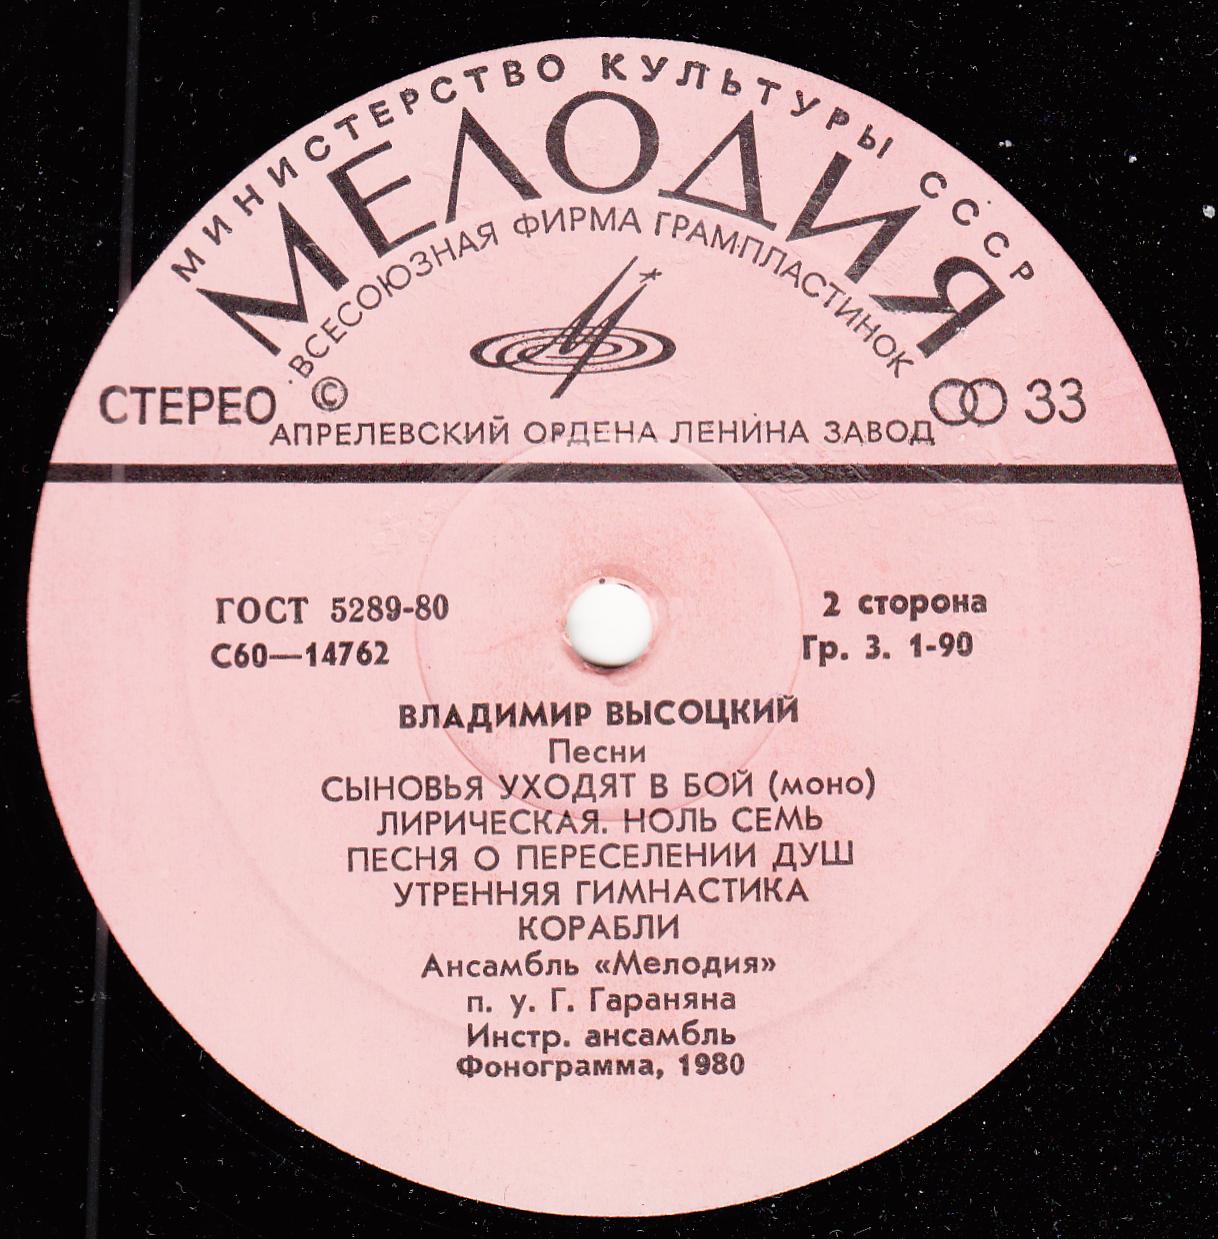 МИНИСТЕРСТВО КУЛЬТУРЫ СССР
МЕЛОДИЯ
ВСЕСОЮЗНАЯ ФИРМА ГРАМПЛАСТИНОК
СТЕРЕО © 33
АПРЕЛЕВСКИЙ ОРДЕНА ЛЕНИНА ЗАВОД
ГОСТ 5289-80
2 сторона
С60—14762
Гр. 3. 1-90
ВЛАДИМИР ВЫСОЦКИЙ
Песни
СЫНОВЬЯ УХОДЯТ В БОЙ (моно)
ЛИРИЧЕСКАЯ. НОЛЬ СЕМЬ
ПЕСНЯ О ПЕРЕСЕЛЕНИИ ДУШ
УТРЕННЯЯ ГИМНАСТИКА
КОРАБЛИ
Ансамбль «Мелодия»
п. у. Г. Гараняна
Инстр. ансамбль
Фонограмма, 1980